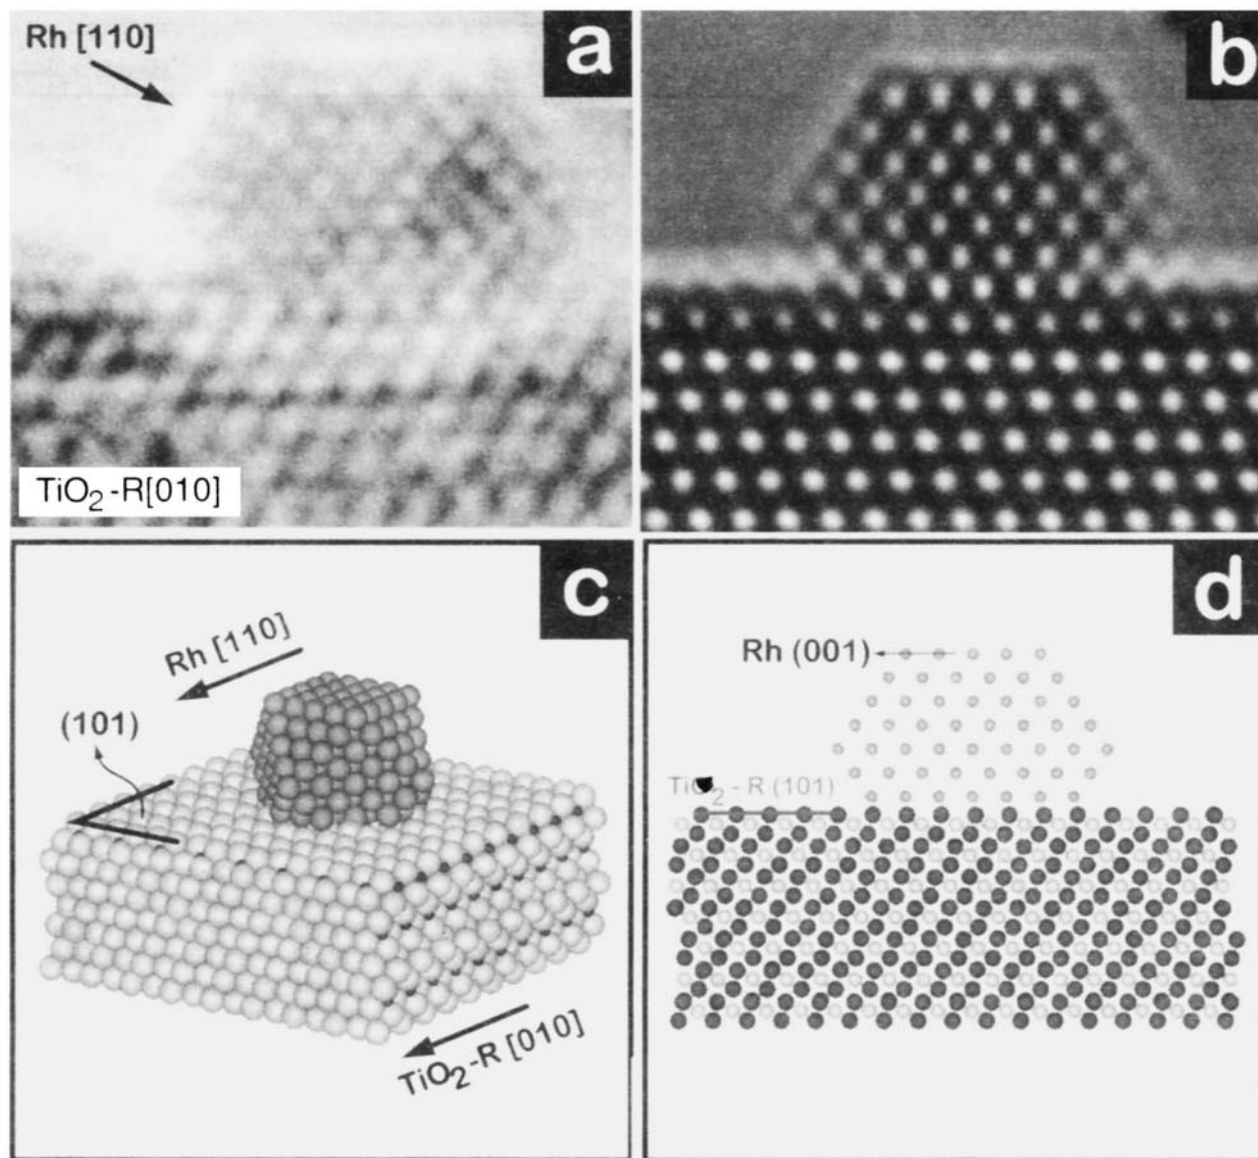 Rh [110]
a
b
TiO₂-R[010]
c
d
Rh [110]
(101)
TiO₂-R [010]
Rh (001)
TiO₂ - R (101)